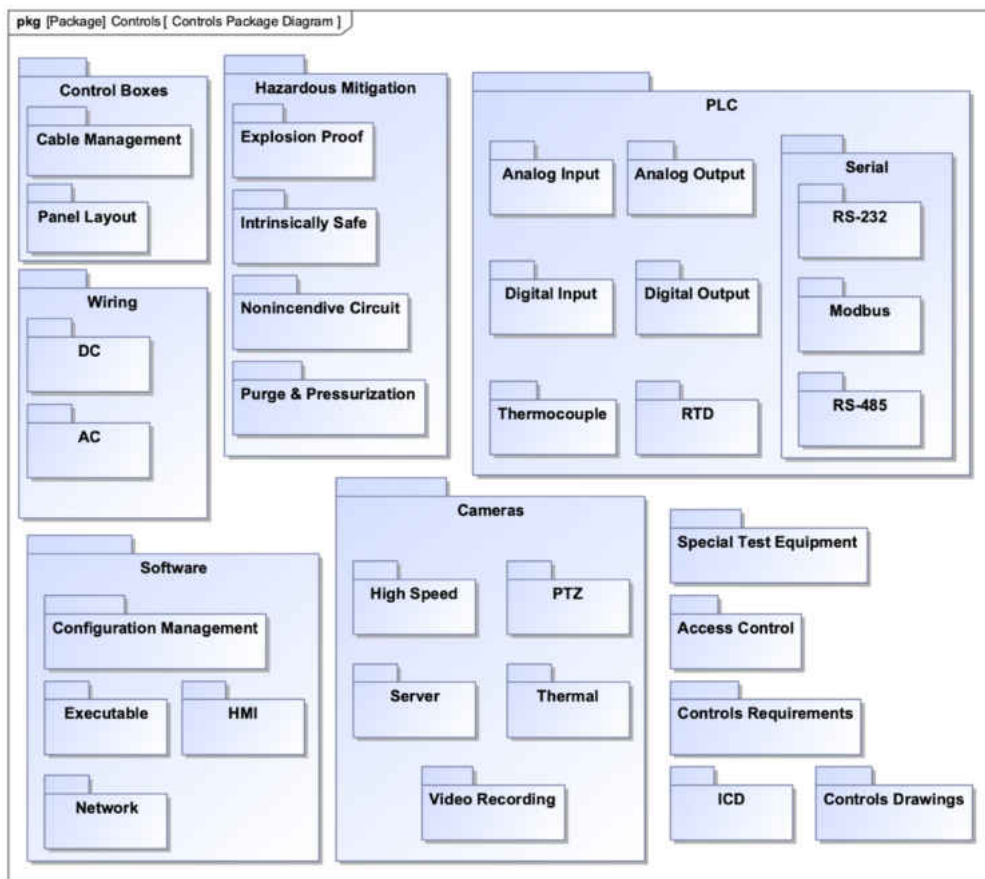 pkg [Package] Controls [ Controls Package Diagram ]
Control Boxes
Cable Management
Panel Layout
Wiring
DC
AC
Hazardous Mitigation
Explosion Proof
Intrinsically Safe
Nonincendive Circuit
Purge & Pressurization
PLC
Analog Input
Analog Output
Digital Input
Digital Output
Thermocouple
RTD
Serial
RS-232
Modbus
RS-485
Software
Configuration Management
Executable
HMI
Network
Cameras
High Speed
PTZ
Server
Thermal
Video Recording
Special Test Equipment
Access Control
Controls Requirements
ICD
Controls Drawings